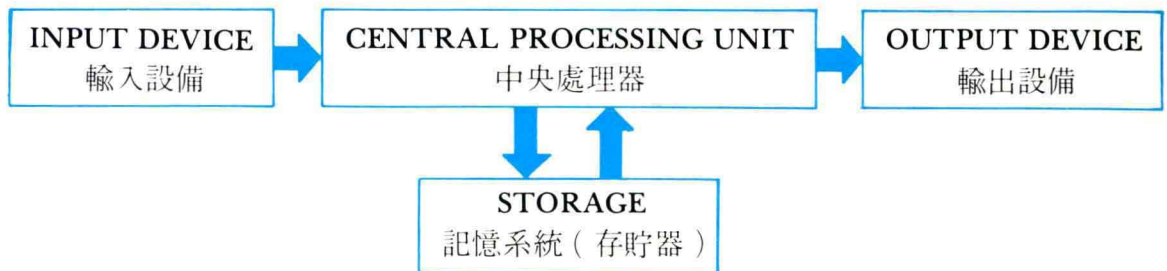 INPUT DEVICE
輸入設備
CENTRAL PROCESSING UNIT
中央處理器
OUTPUT DEVICE
輸出設備
STORAGE
記憶系統（存貯器）